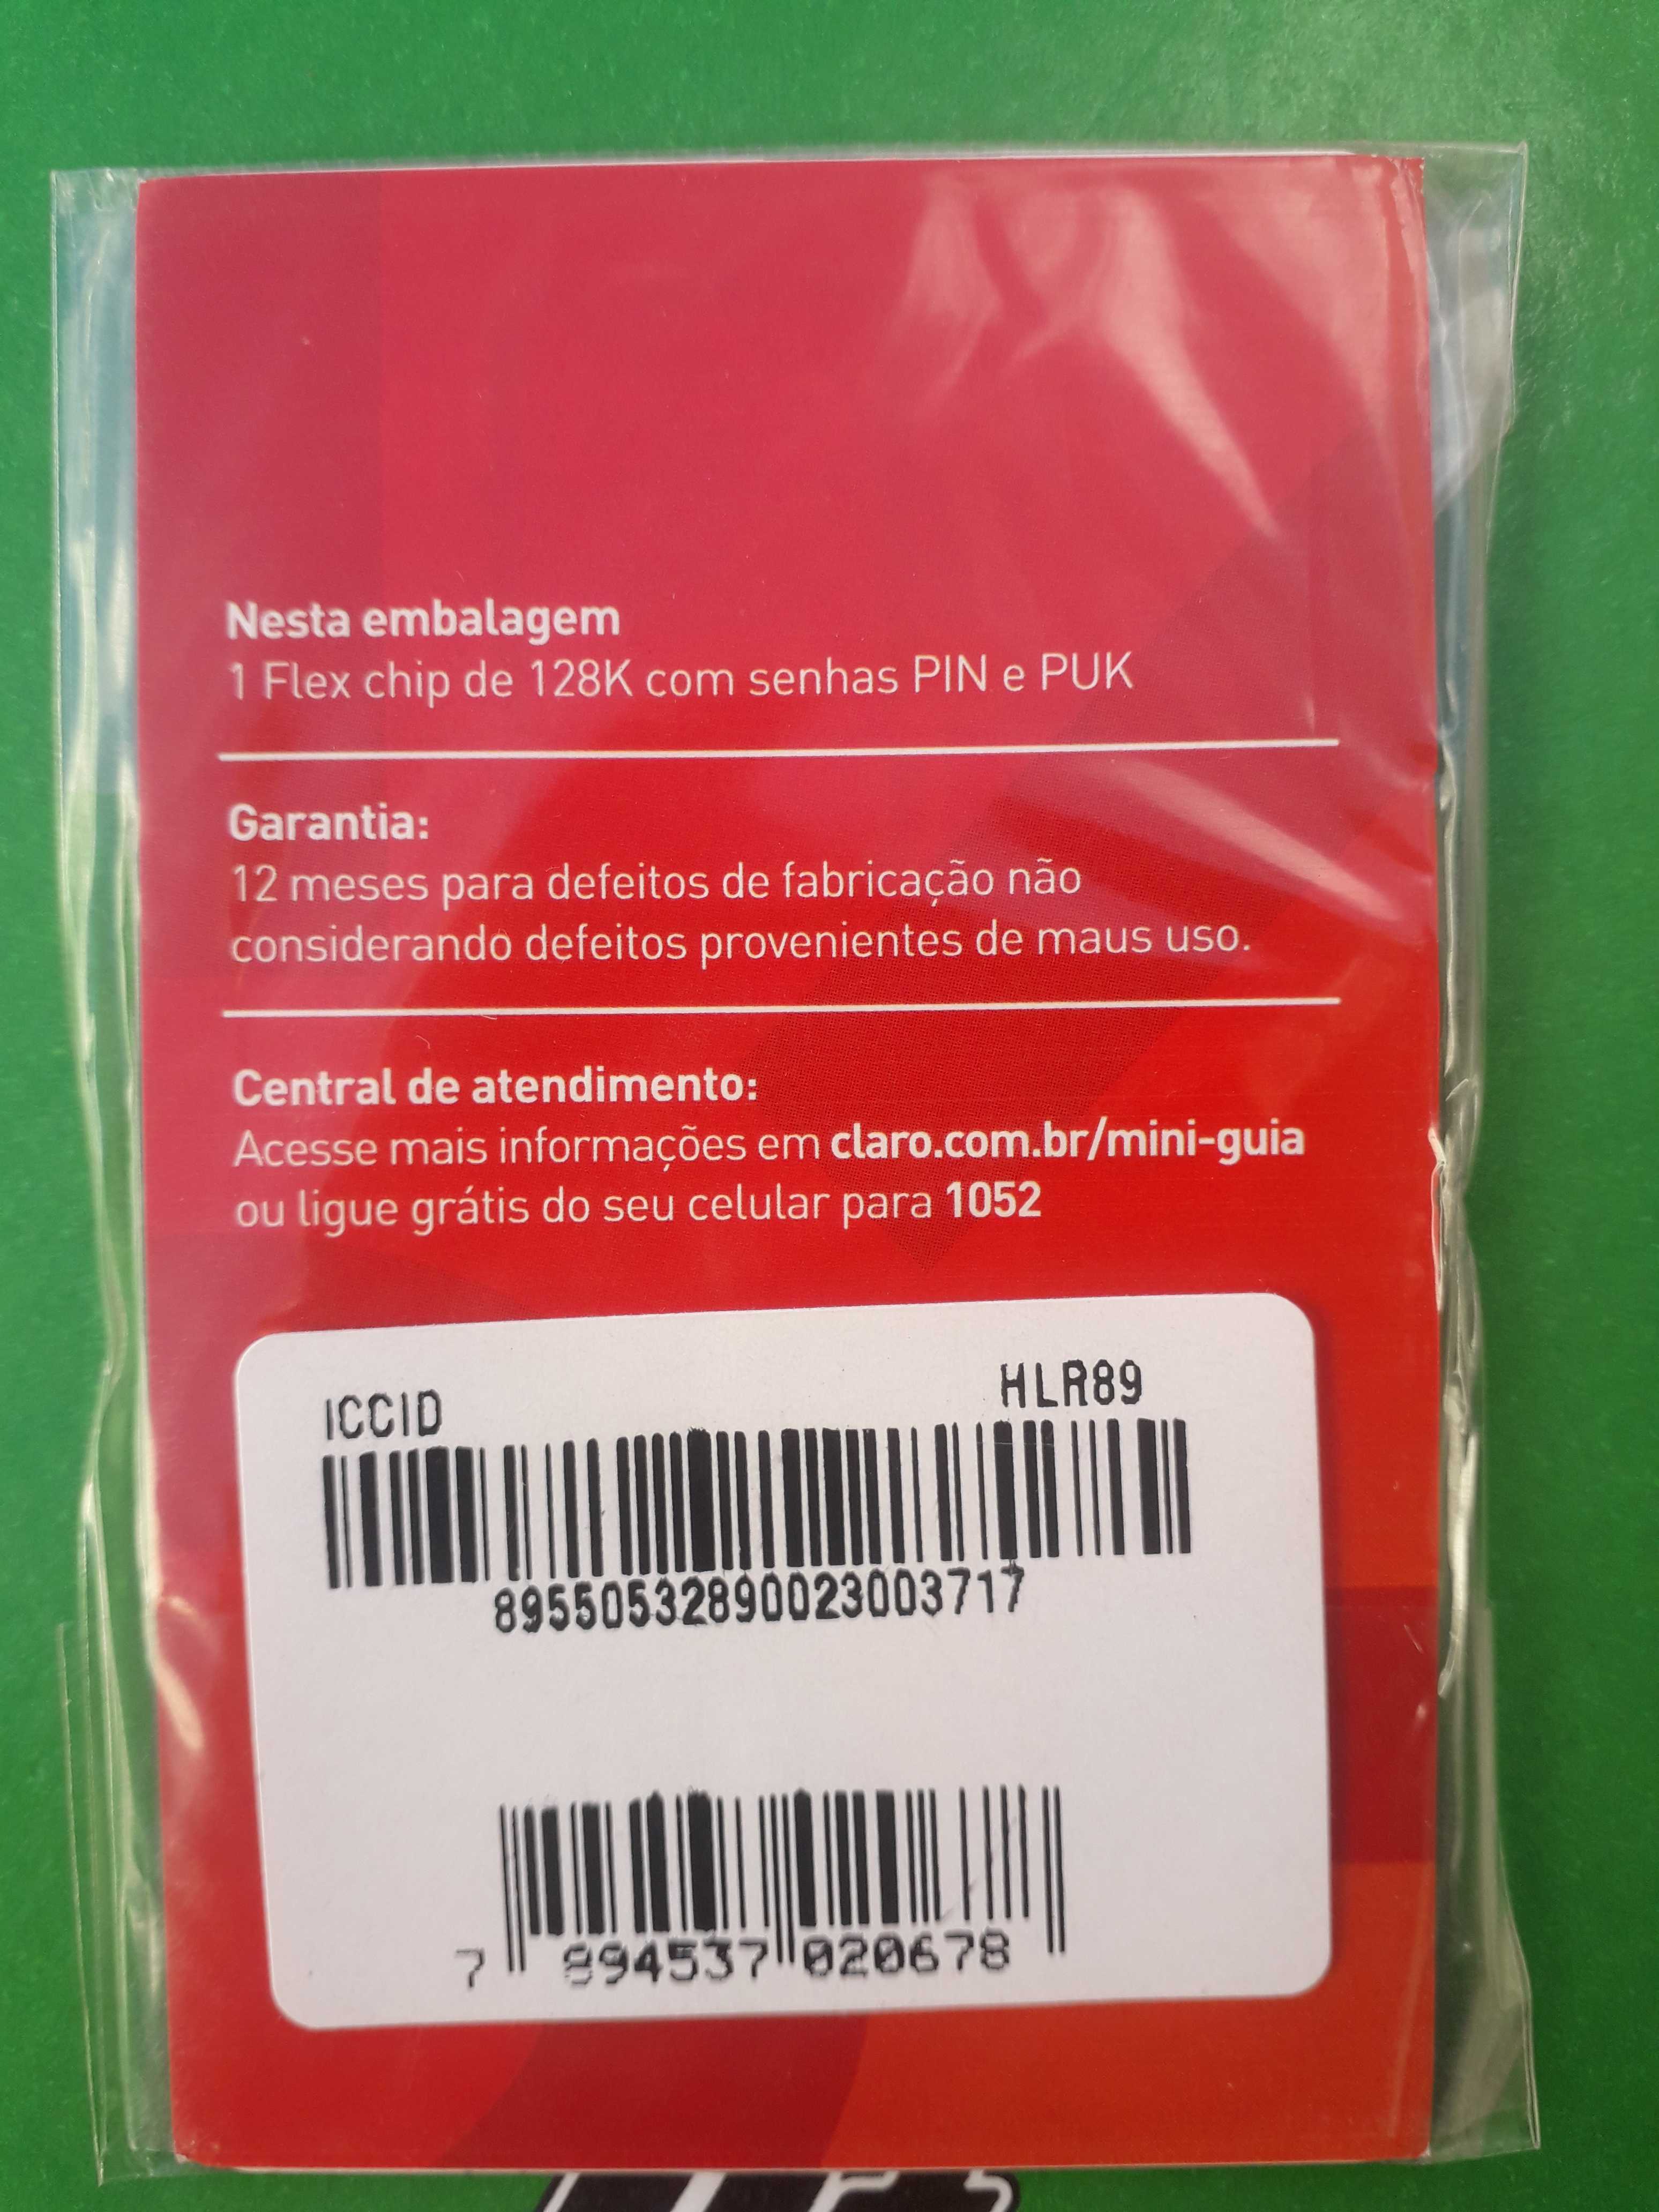 Nesta embalagem
1 Flex chip de 128K com senhas PIN e PUK
Garantia:
12 meses para defeitos de fabricação não
considerando defeitos provenientes de maus uso.
Central de atendimento:
Acesse mais informações em claro.com.br/mini-guia
ou ligue grátis do seu celular para 1052
ICCID HLR89
89550532890023003717
7 894537 020678